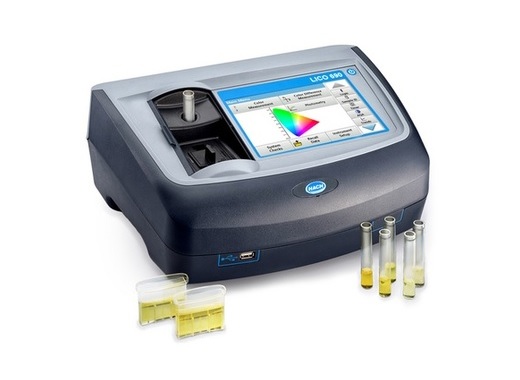 LICO 690
Color
Measurement
Color Difference
Measurement
Photometry
System
Checks
Recall
Data
Instrument
Setup
HACH